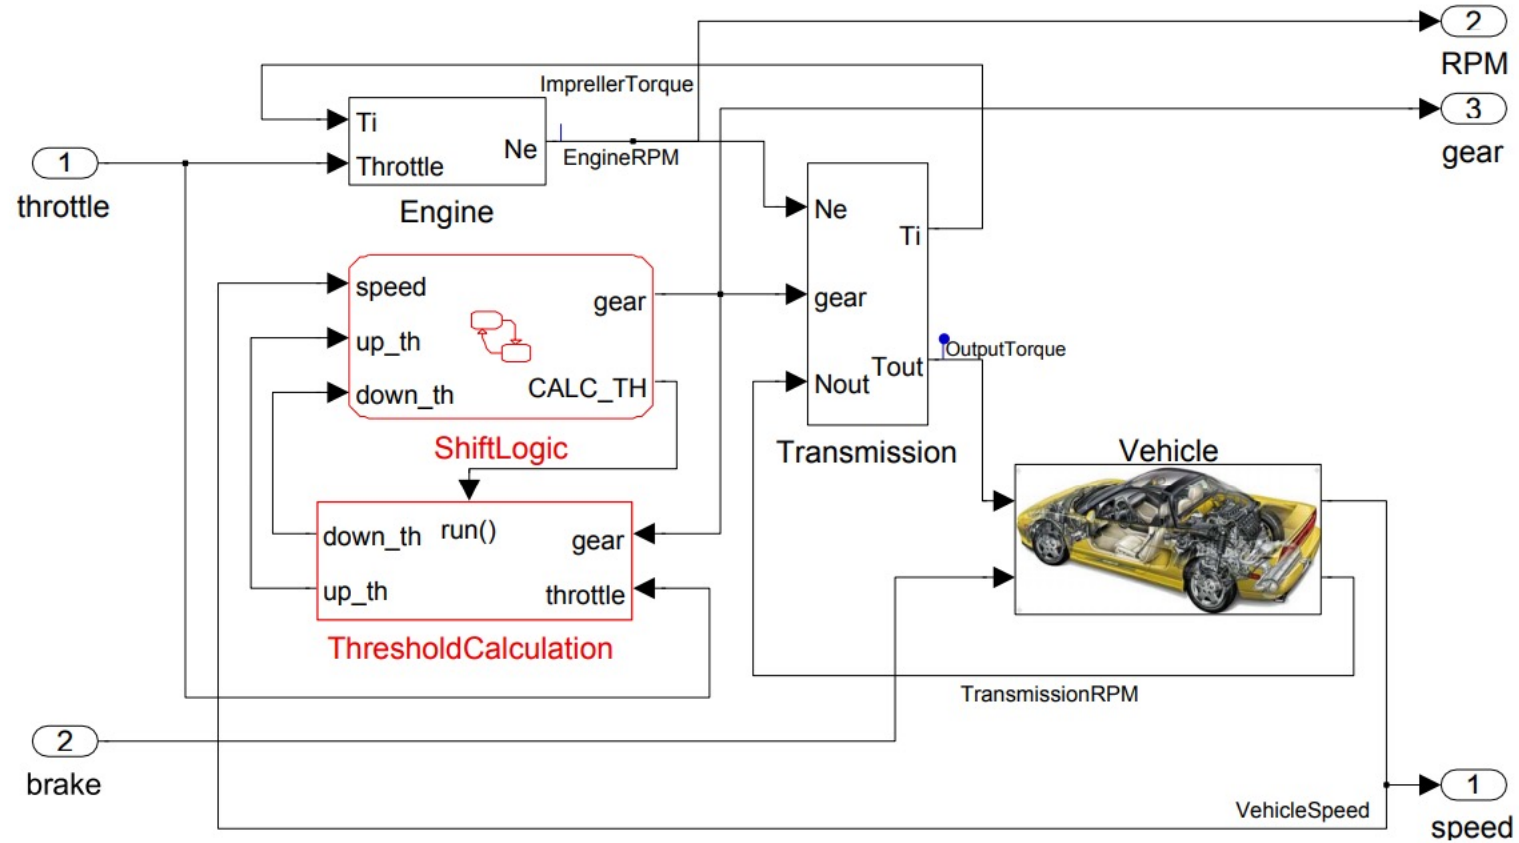 2
RPM
ImprellerTorque
3
gear
Ti
Throttle
Ne
EngineRPM
Engine
1
throttle
Ne
gear
Nout
Ti
Tout
OutputTorque
Transmission
speed
up_th
down_th
gear
CALC_TH
ShiftLogic
Vehicle
down_th
run()
gear
up_th
throttle
ThresholdCalculation
TransmissionRPM
2
brake
1
speed
VehicleSpeed